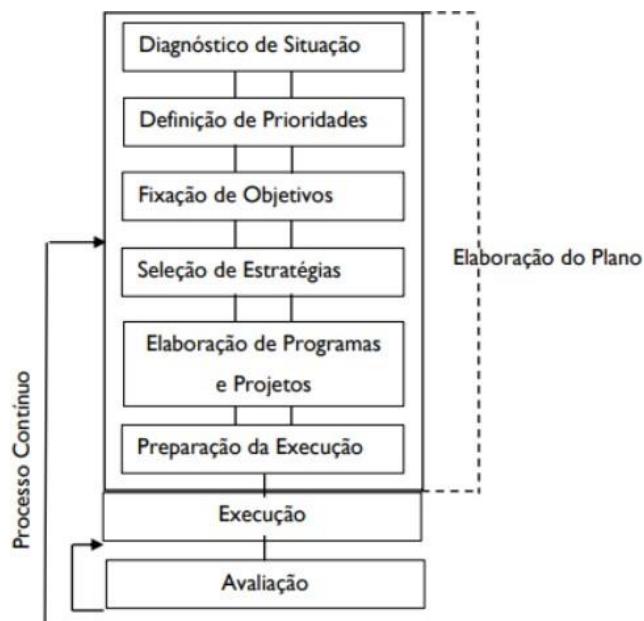 Diagnóstico de Situação
Definição de Prioridades
Fixação de Objetivos
Seleção de Estratégias
Elaboração do Plano
Elaboração de Programas
e Projetos
Preparação da Execução
Processo Contínuo
Execução
Avaliação